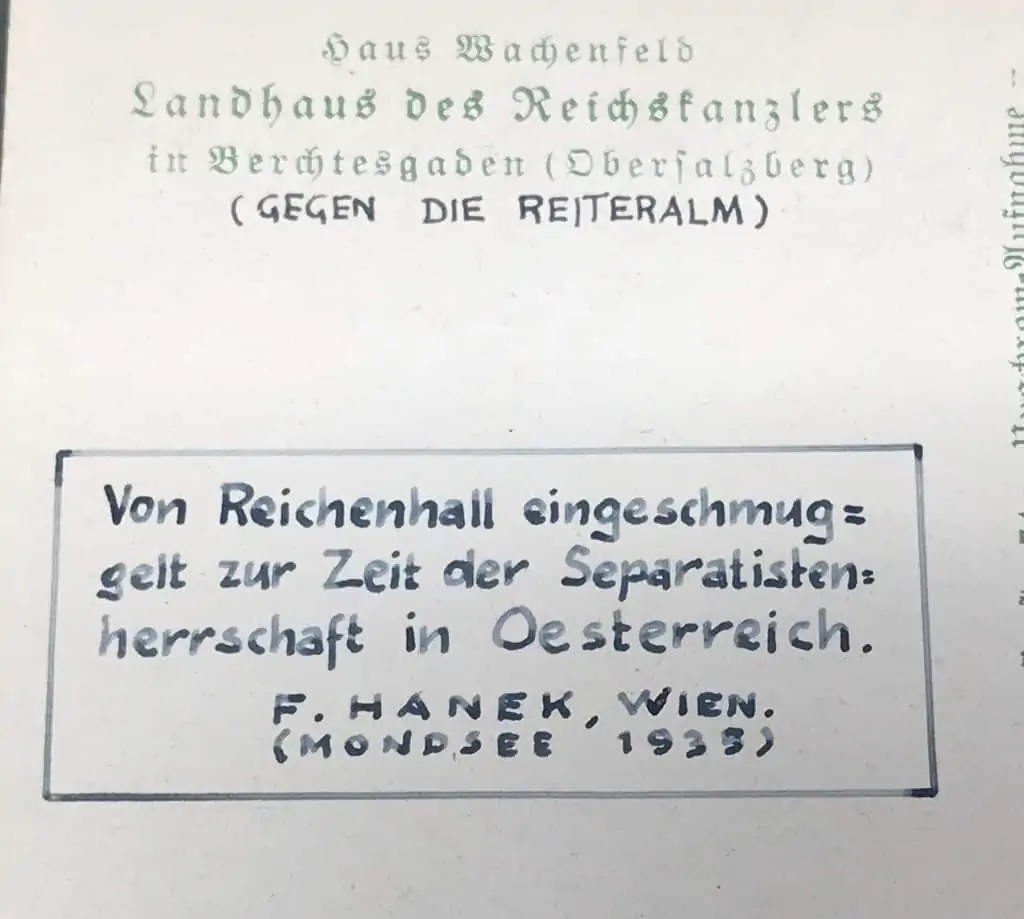 Haus Wachenfeld
Landhaus des Reichskanzlers
in Berchtesgaden (Obersalzberg)
(GEGEN DIE REITERALM)
Von Reichenhall eingeschmug=
gelt zur Zeit der Separatisten=
herrschaft in Oesterreich.
F. HANEK, WIEN.
(MONDSEE 1935)